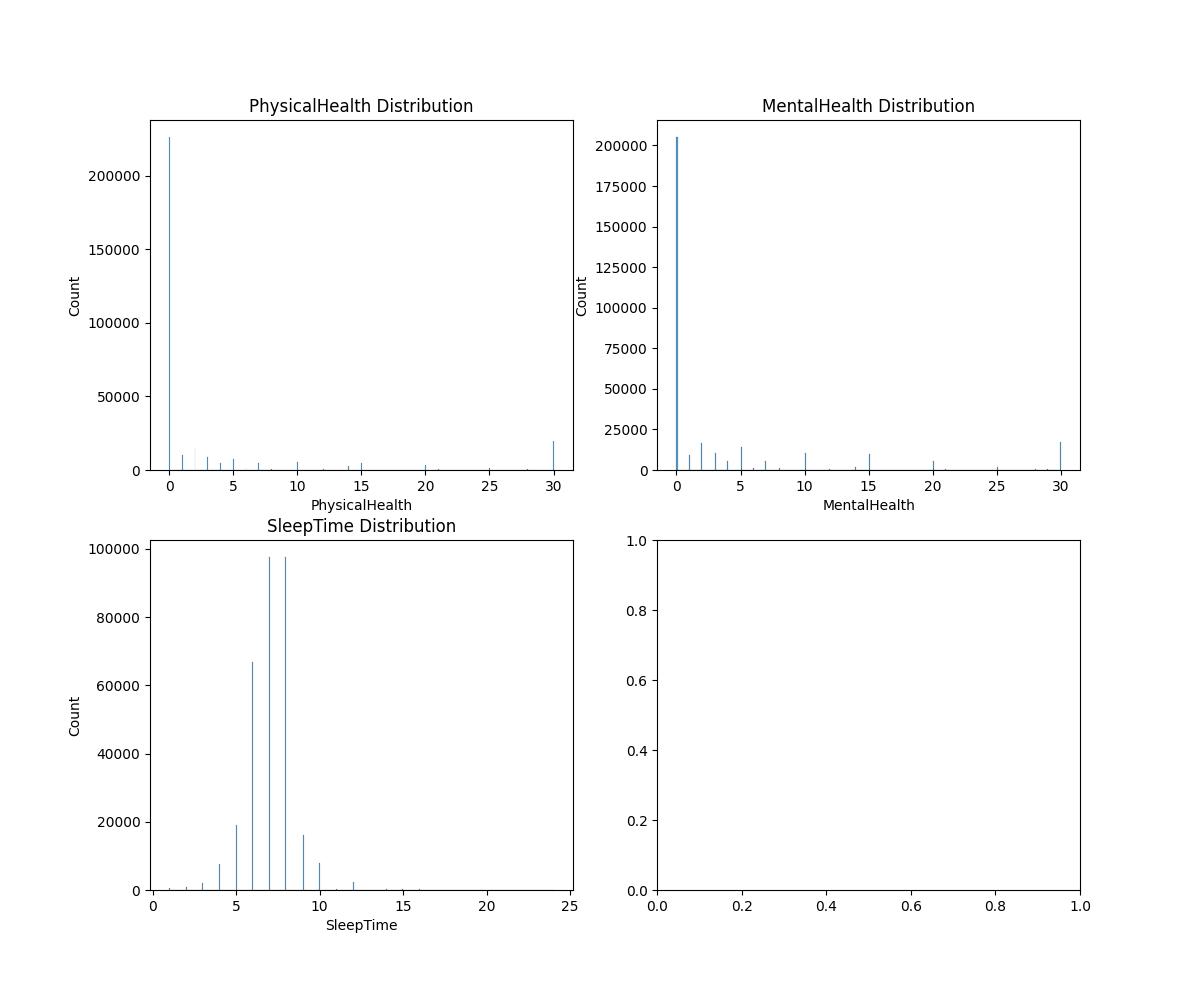 PhysicalHealth Distribution
200000
150000
100000
50000
0
Count
0 5 10 15 20 25 30
PhysicalHealth
MentalHealth Distribution
200000
175000
150000
125000
100000
75000
50000
25000
0
Count
0 5 10 15 20 25 30
MentalHealth
SleepTime Distribution
100000
80000
60000
40000
20000
0
Count
0 5 10 15 20 25
SleepTime
1.0
0.8
0.6
0.4
0.2
0.0
0.0 0.2 0.4 0.6 0.8 1.0